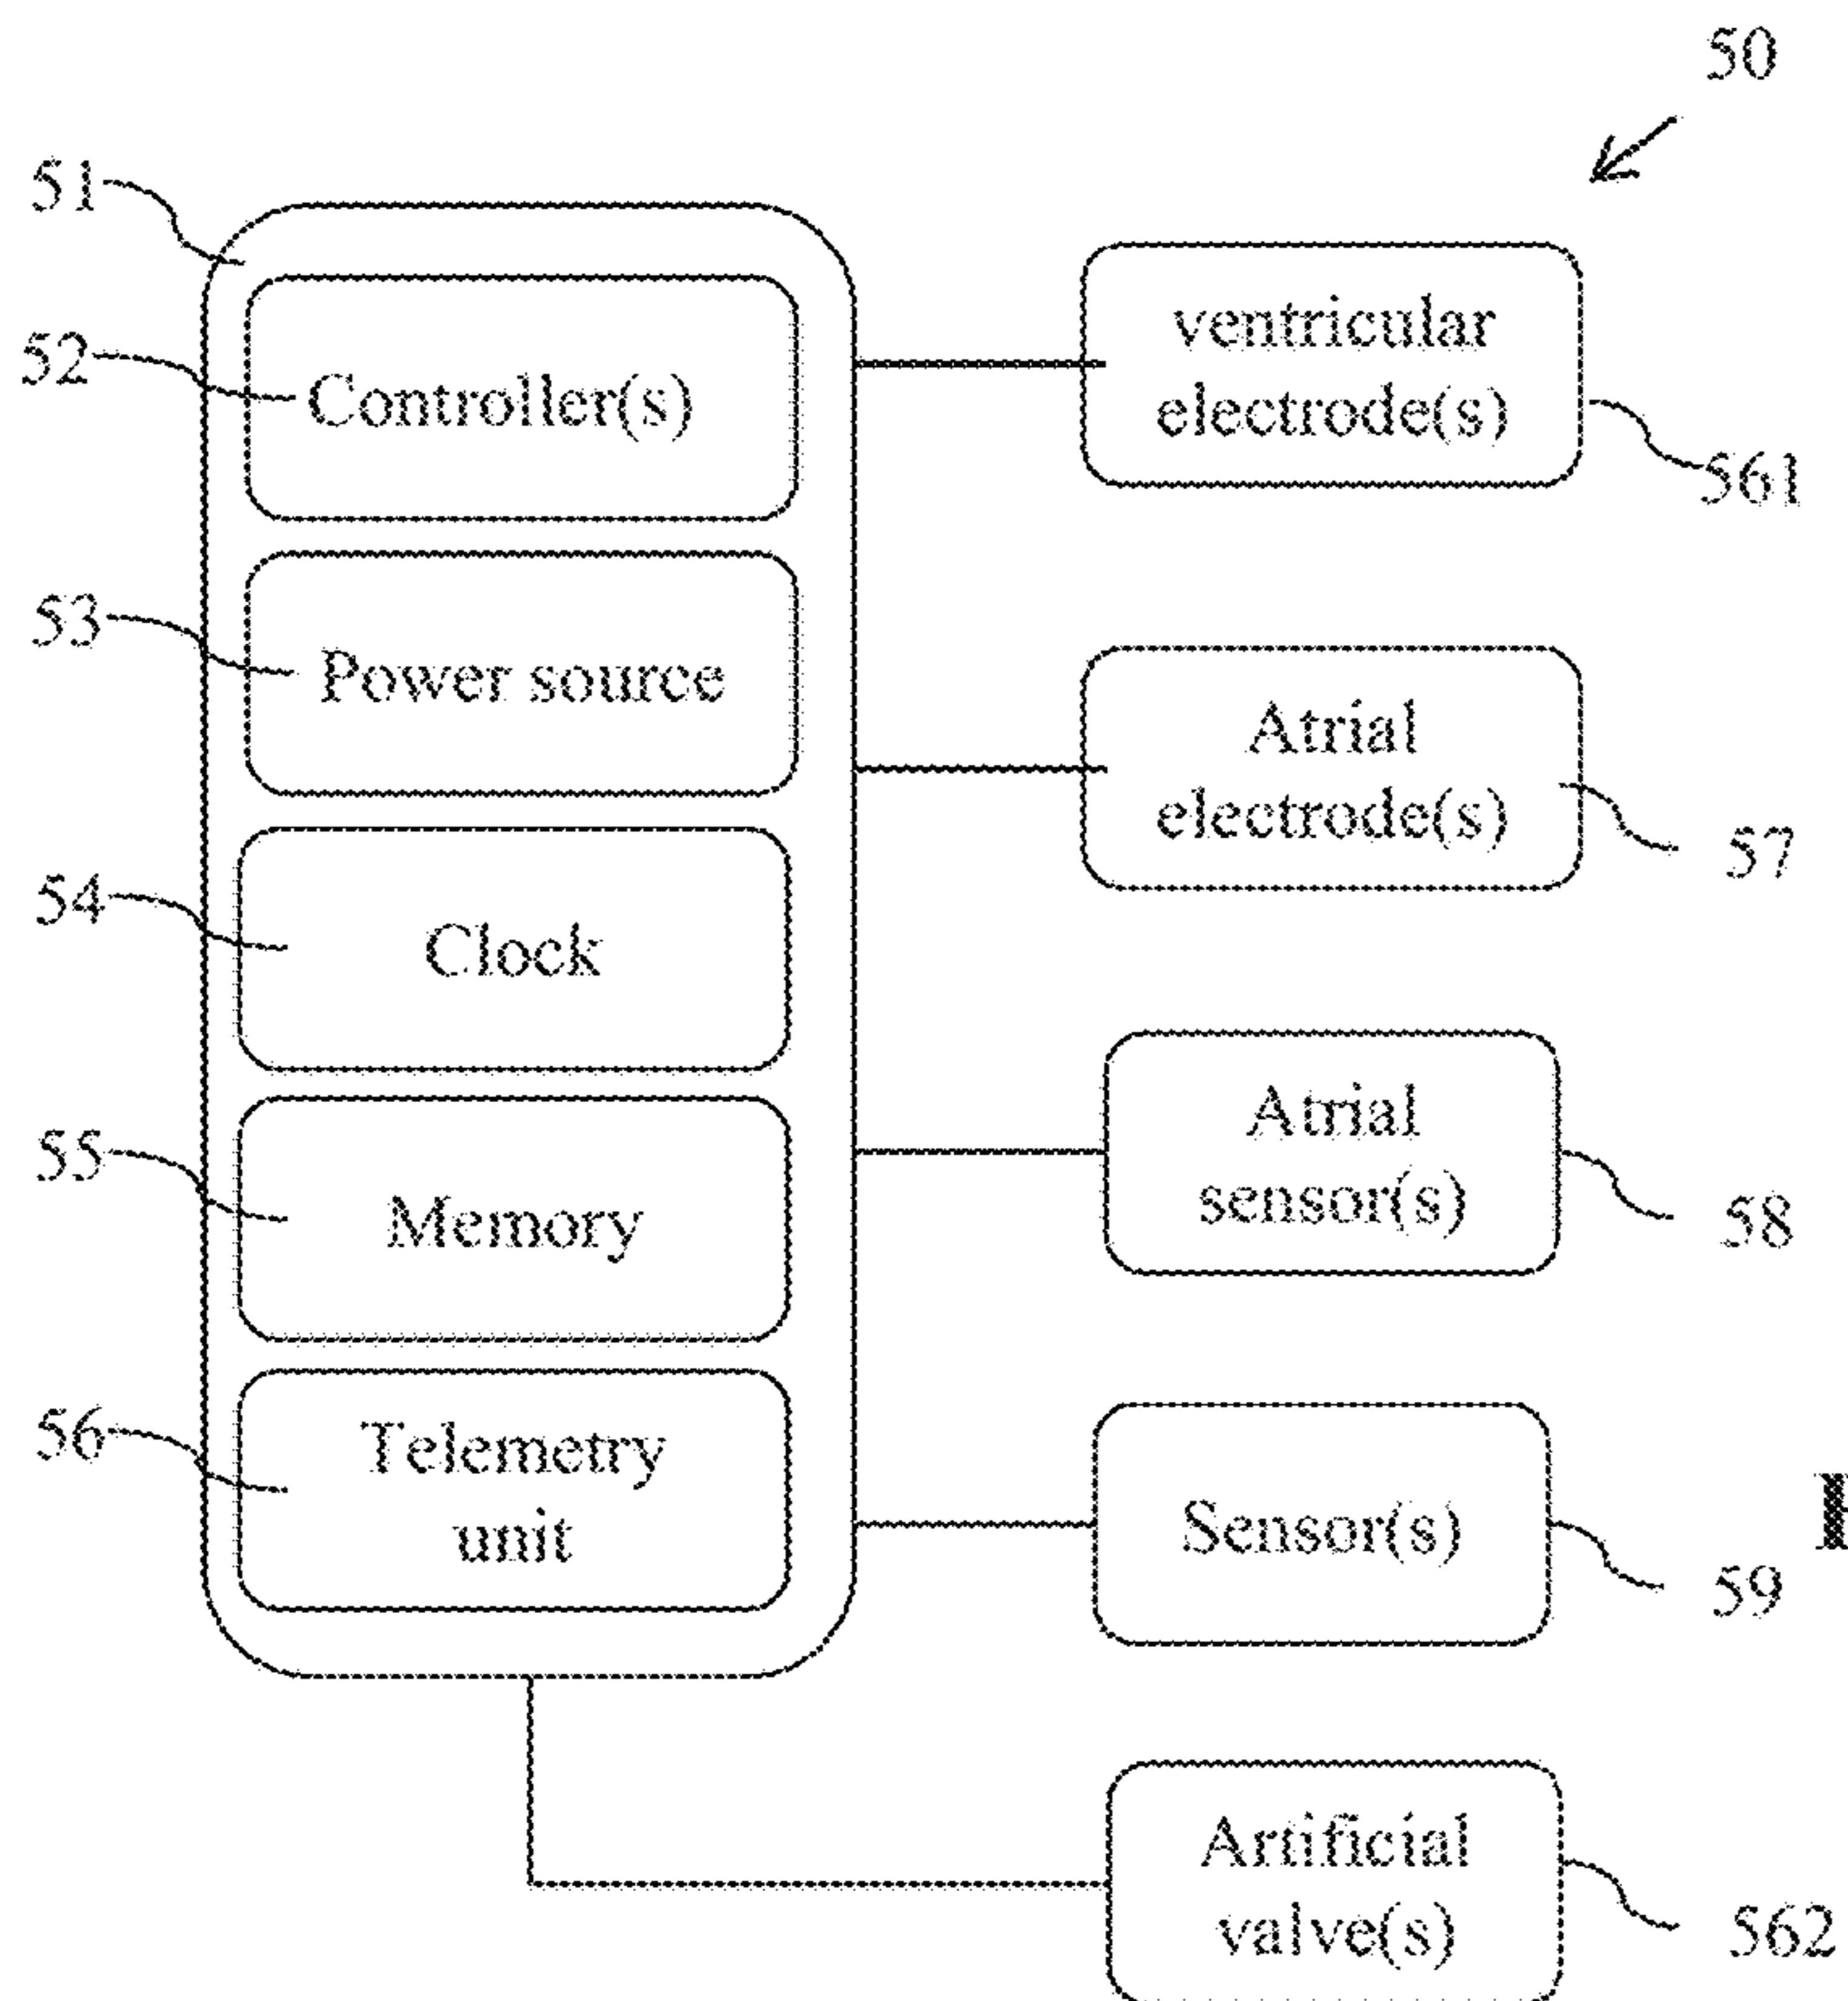 50
51
52
Controller(s)
ventricular
electrode(s)
561
53
Power source
Atrial
electrode(s)
57
54
Clock
Atrial
sensor(s)
58
55
Memory
56
Telemetry
unit
Sensor(s)
59
Artificial
valve(s)
562